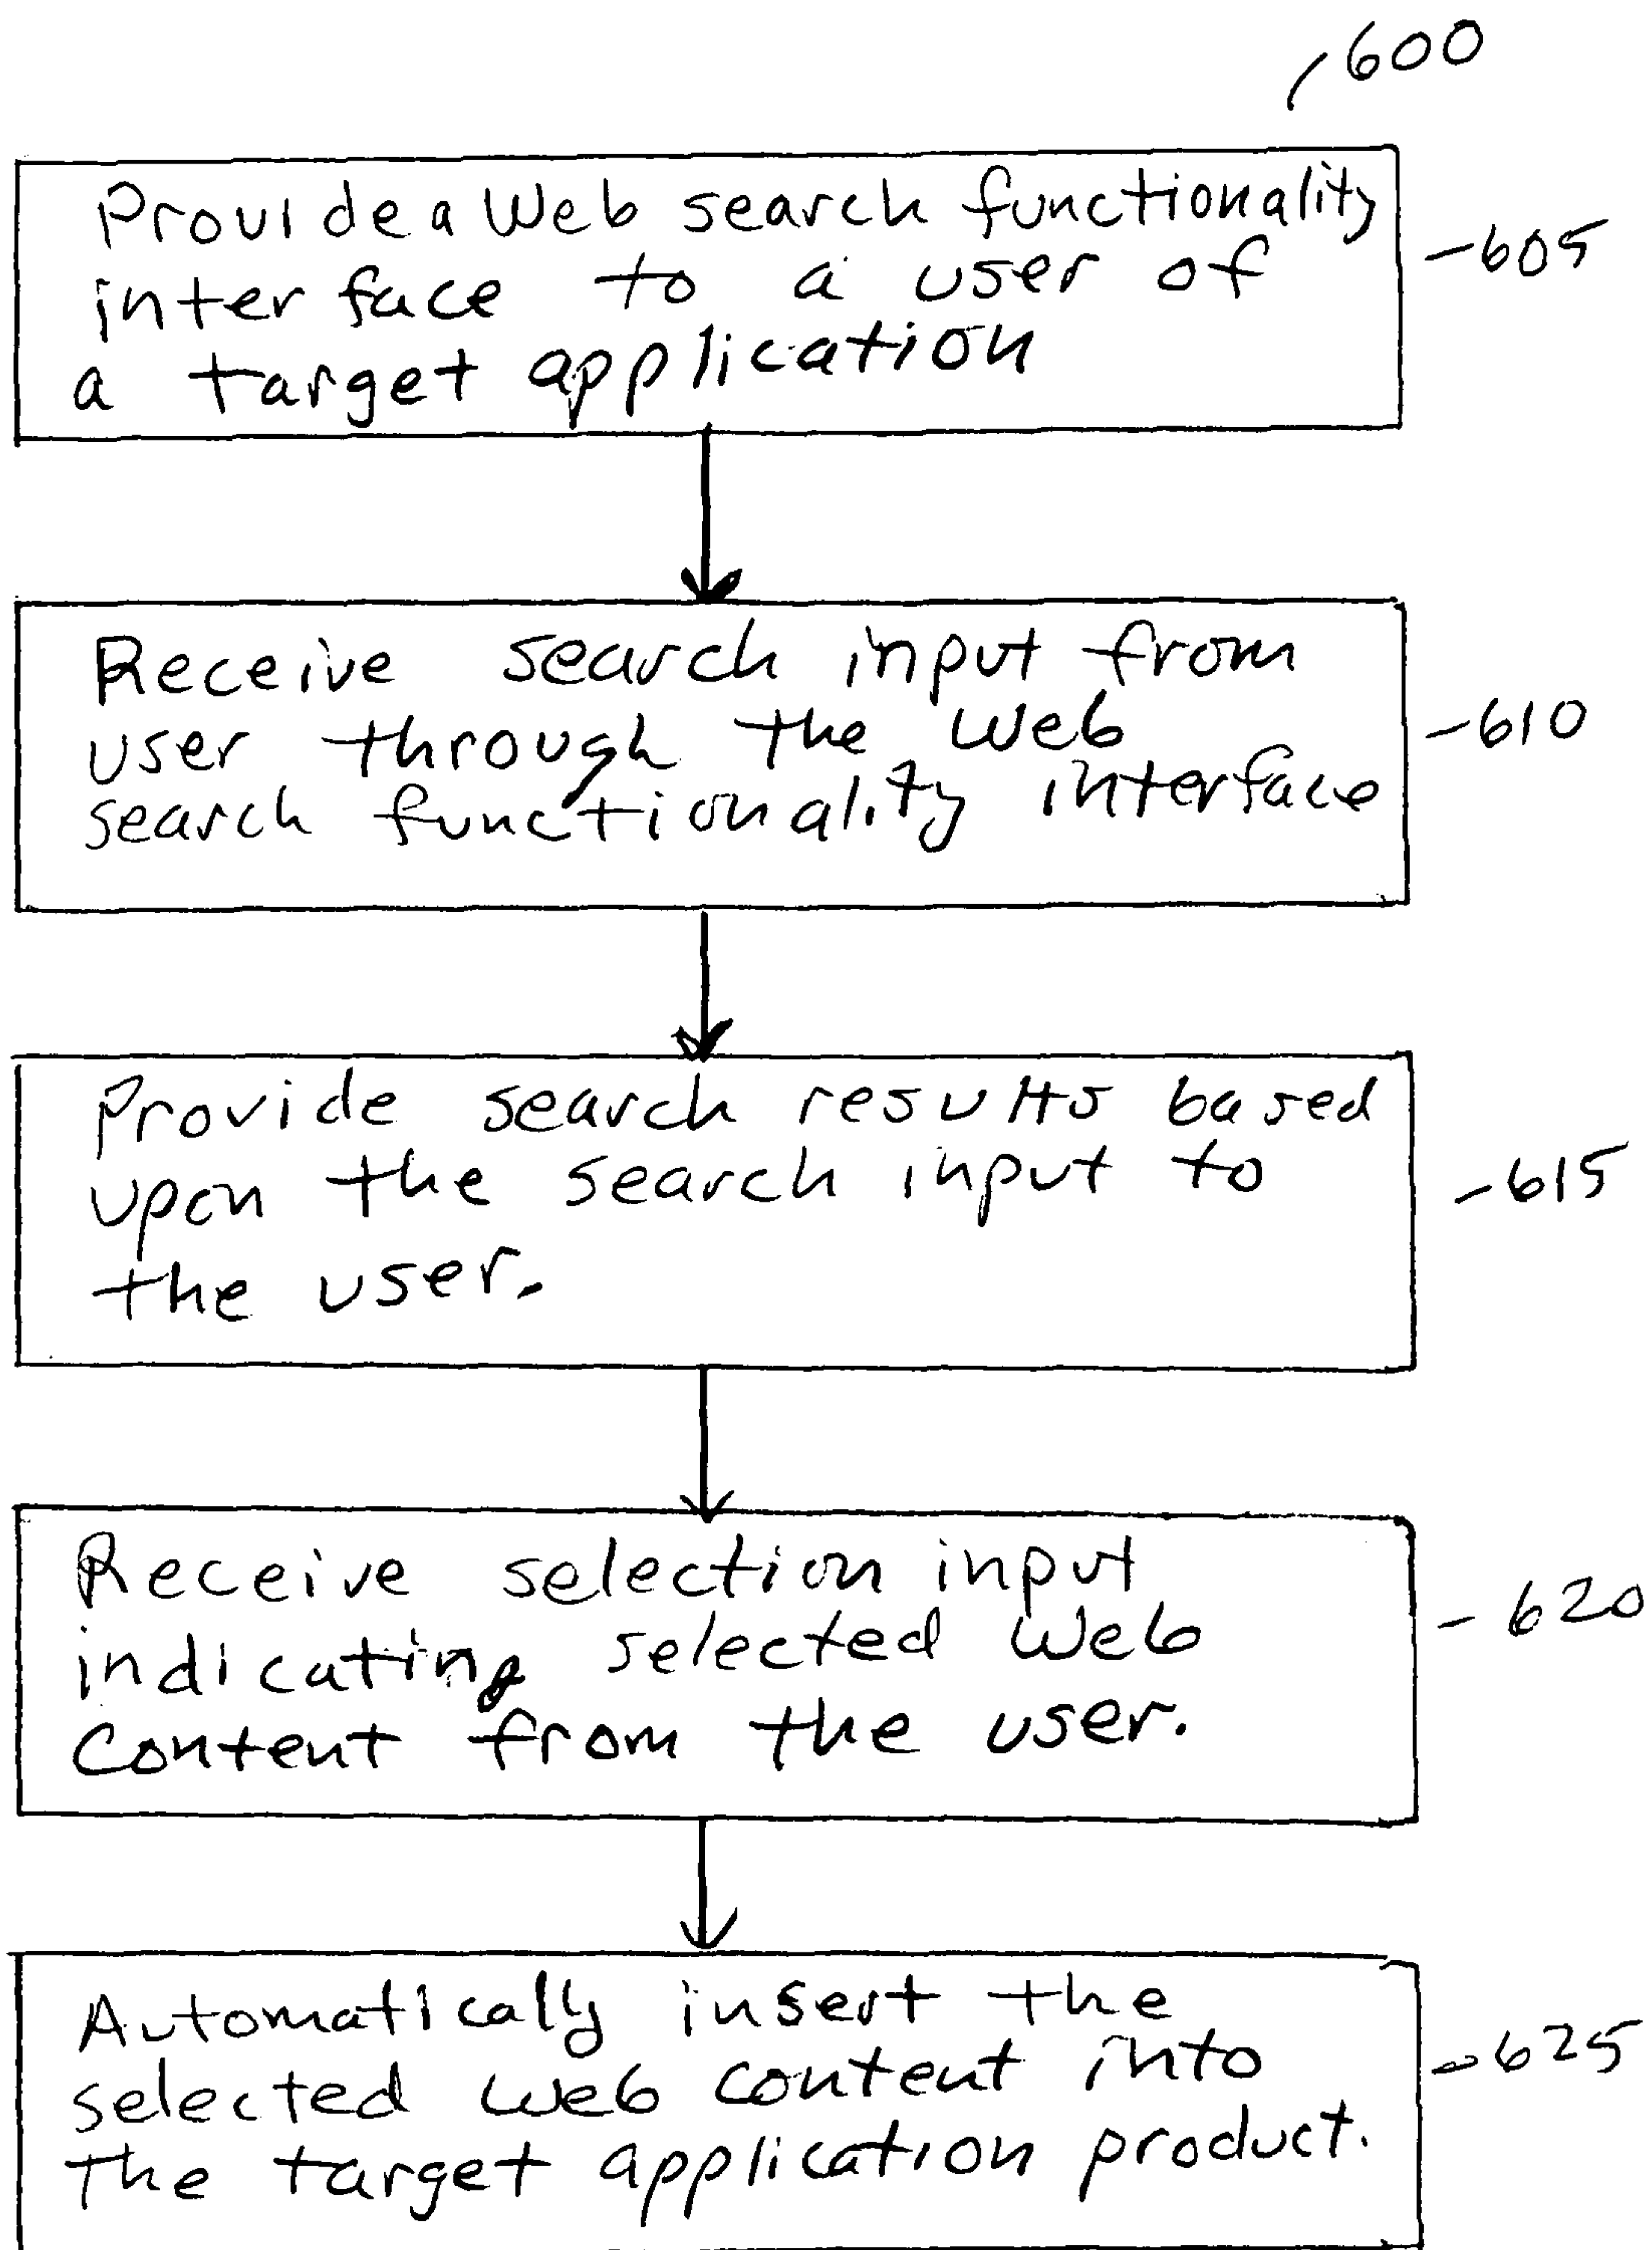 600
Provide a Web search functionality
interface to a user of
a target application
-605
Receive search input from
user through the Web
search functionality interface
-610
Provide search results based
upon the search input to
the user.
-615
Receive selection input
indicating selected Web
Content from the user.
-620
Automatically insert the
selected Web content into
The target application product.
-625